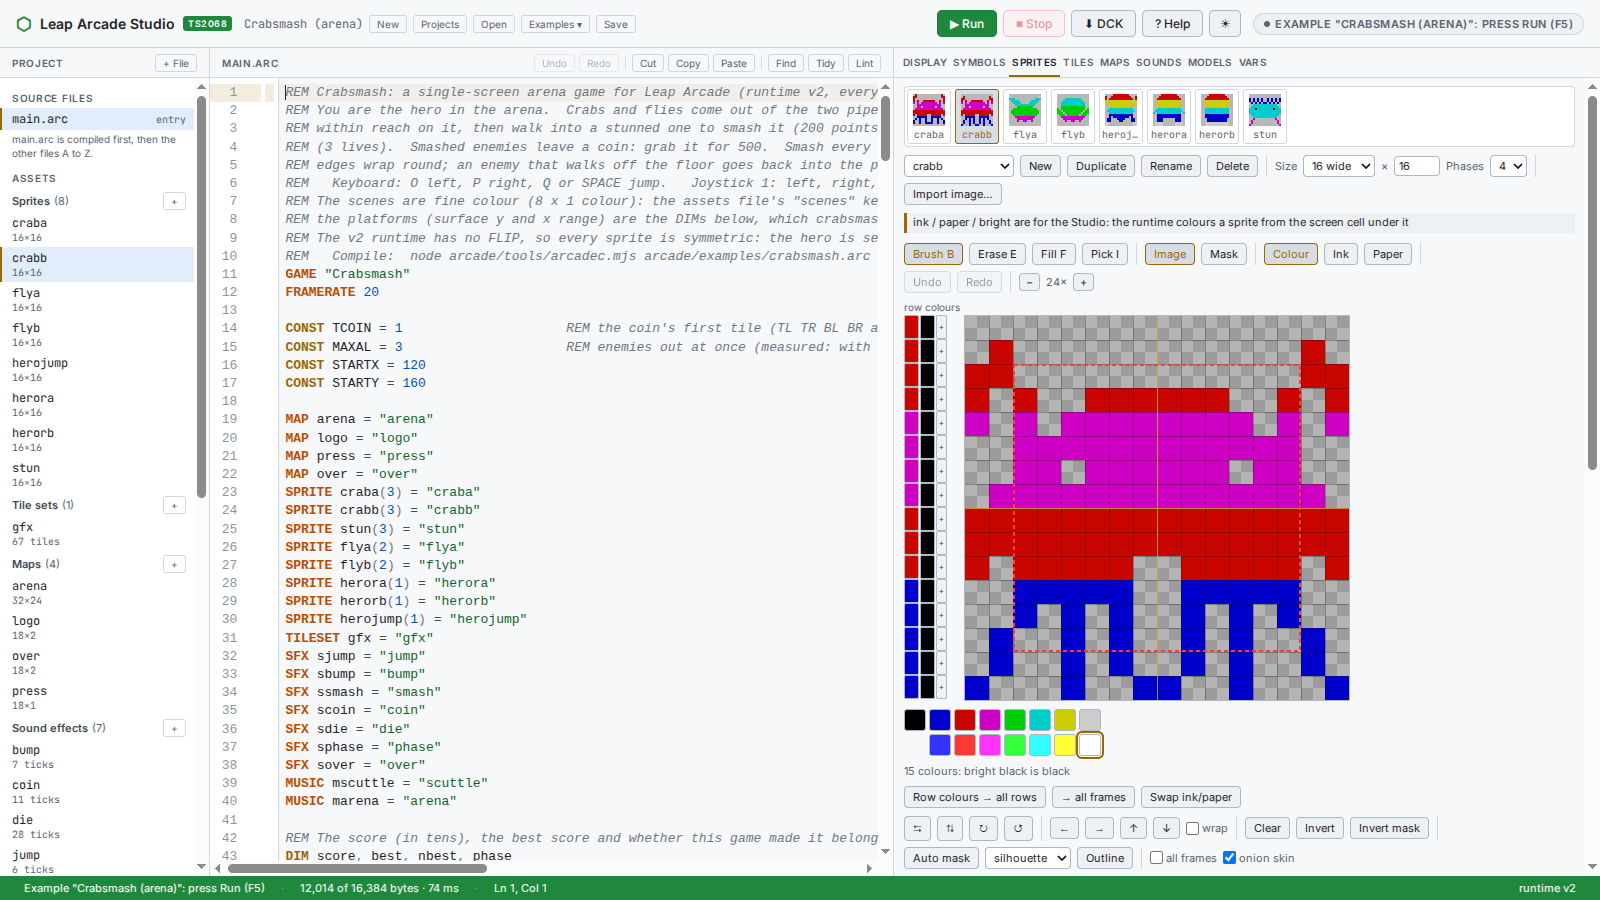 Leap Arcade Studio TS2068 Crabsmash (arena) New Projects Open Examples ▾ Save ▶ Run ■ Stop ⬇ DCK ? Help ☀ ● EXAMPLE "CRABSMASH (ARENA)": PRESS RUN (F5)
PROJECT + File MAIN.ARC Undo Redo Cut Copy Paste Find Tidy Lint DISPLAY SYMBOLS SPRITES TILES MAPS SOUNDS MODELS VARS
SOURCE FILES
main.arc entry
main.arc is compiled first, then the
other files A to Z.
ASSETS
Sprites (8) +
craba
16×16
crabb
16×16
flya
16×16
flyb
16×16
herojump
16×16
herora
16×16
herorb
16×16
stun
16×16
Tile sets (1) +
gfx
67 tiles
Maps (4) +
arena
32×24
logo
18×2
over
18×2
press
18×1
Sound effects (7) +
bump
7 ticks
coin
11 ticks
die
28 ticks
jump
6 ticks
1 REM Crabsmash: a single-screen arena game for Leap Arcade (runtime v2, every
2 REM You are the hero in the arena.  Crabs and flies come out of the two pipe
3 REM within reach on it, then walk into a stunned one to smash it (200 points
4 REM (3 lives).  Smashed enemies leave a coin: grab it for 500.  Smash every
5 REM edges wrap round; an enemy that walks off the floor goes back into the p
6 REM   Keyboard: O left, P right, Q or SPACE jump.   Joystick 1: left, right,
7 REM The scenes are fine colour (8 x 1 colour): the assets file's "scenes" ke
8 REM the platforms (surface y and x range) are the DIMs below, which crabsmas
9 REM The v2 runtime has no FLIP, so every sprite is symmetric: the hero is se
10 REM   Compile:  node arcade/tools/arcadec.mjs arcade/examples/crabsmash.arc
11 GAME "Crabsmash"
12 FRAMERATE 20
13
14 CONST TCOIN = 1 REM the coin's first tile (TL TR BL BR a
15 CONST MAXAL = 3 REM enemies out at once (measured: with
16 CONST STARTX = 120
17 CONST STARTY = 160
18
19 MAP arena = "arena"
20 MAP logo = "logo"
21 MAP press = "press"
22 MAP over = "over"
23 SPRITE craba(3) = "craba"
24 SPRITE crabb(3) = "crabb"
25 SPRITE stun(3) = "stun"
26 SPRITE flya(2) = "flya"
27 SPRITE flyb(2) = "flyb"
28 SPRITE herora(1) = "herora"
29 SPRITE herorb(1) = "herorb"
30 SPRITE herojump(1) = "herojump"
31 TILESET gfx = "gfx"
32 SFX sjump = "jump"
33 SFX sbump = "bump"
34 SFX ssmash = "smash"
35 SFX scoin = "coin"
36 SFX sdie = "die"
37 SFX sphase = "phase"
38 SFX sover = "over"
39 MUSIC mscuttle = "scuttle"
40 MUSIC marena = "arena"
41
42 REM The score (in tens), the best score and whether this game made it belong
43 DIM score, best, nbest, phase
craba crabb flya flyb heroj… herora herorb stun
crabb New Duplicate Rename Delete Size 16 wide × 16 Phases 4
Import image...
ink / paper / bright are for the Studio: the runtime colours a sprite from the screen cell under it
Brush B Erase E Fill F Pick I Image Mask Colour Ink Paper
Undo Redo − 24× +
row colours
15 colours: bright black is black
Row colours → all rows → all frames Swap ink/paper
⇆ ⇅ ↻ ↺ ← → ↑ ↓ wrap Clear Invert Invert mask
Auto mask silhouette Outline all frames onion skin
Example "Crabsmash (arena)": press Run (F5) · 12,014 of 16,384 bytes · 74 ms · Ln 1, Col 1 runtime v2